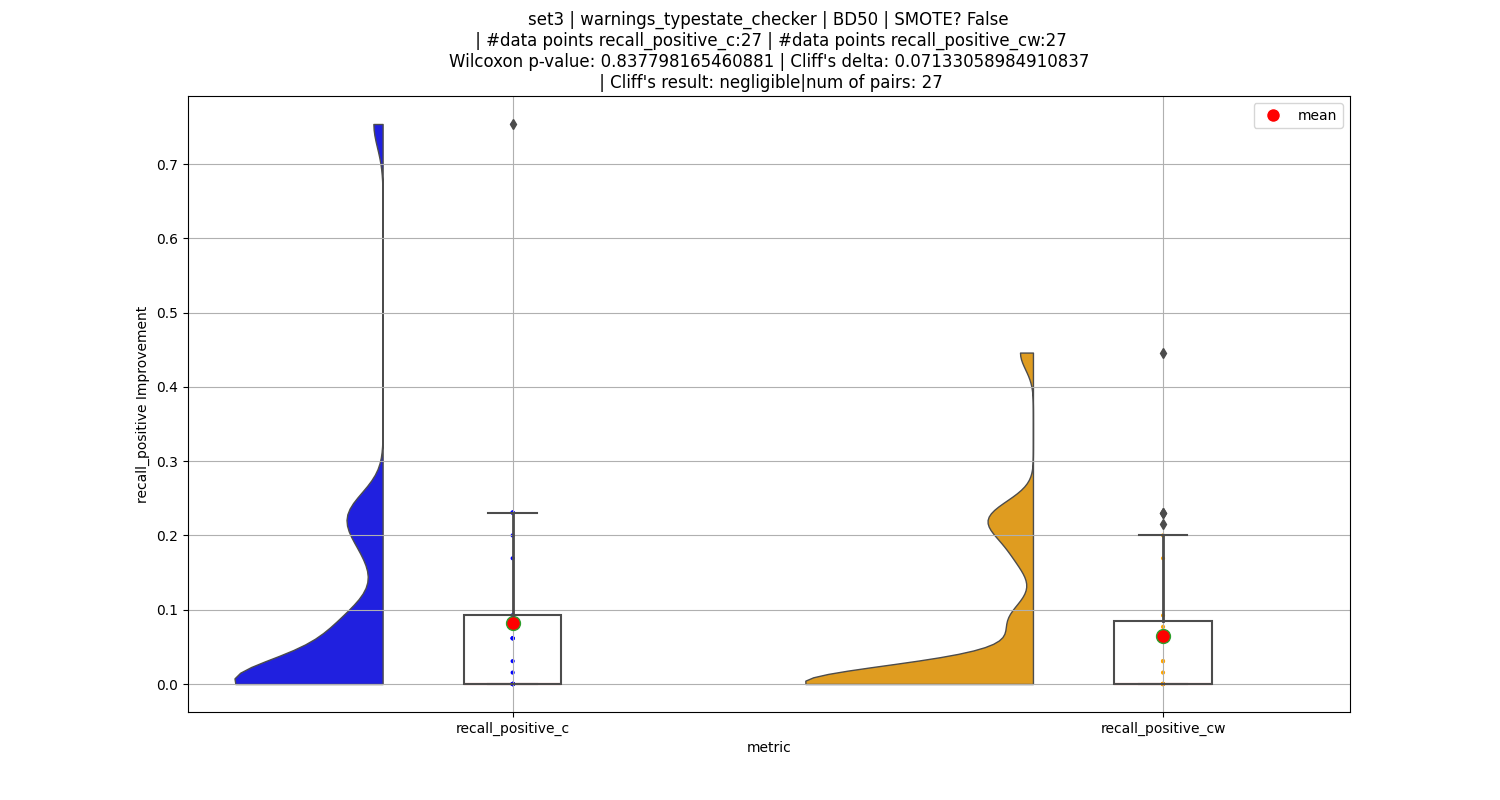 set3 | warnings_typestate_checker | BD50 | SMOTE? False
| #data points recall_positive_c:27 | #data points recall_positive_cw:27
Wilcoxon p-value: 0.837798165460881 | Cliff's delta: 0.07133058984910837
| Cliff's result: negligible|num of pairs: 27
mean
0.7
0.6
0.5
0.4
0.3
0.2
0.1
0.0
recall_positive Improvement
recall_positive_c
recall_positive_cw
metric